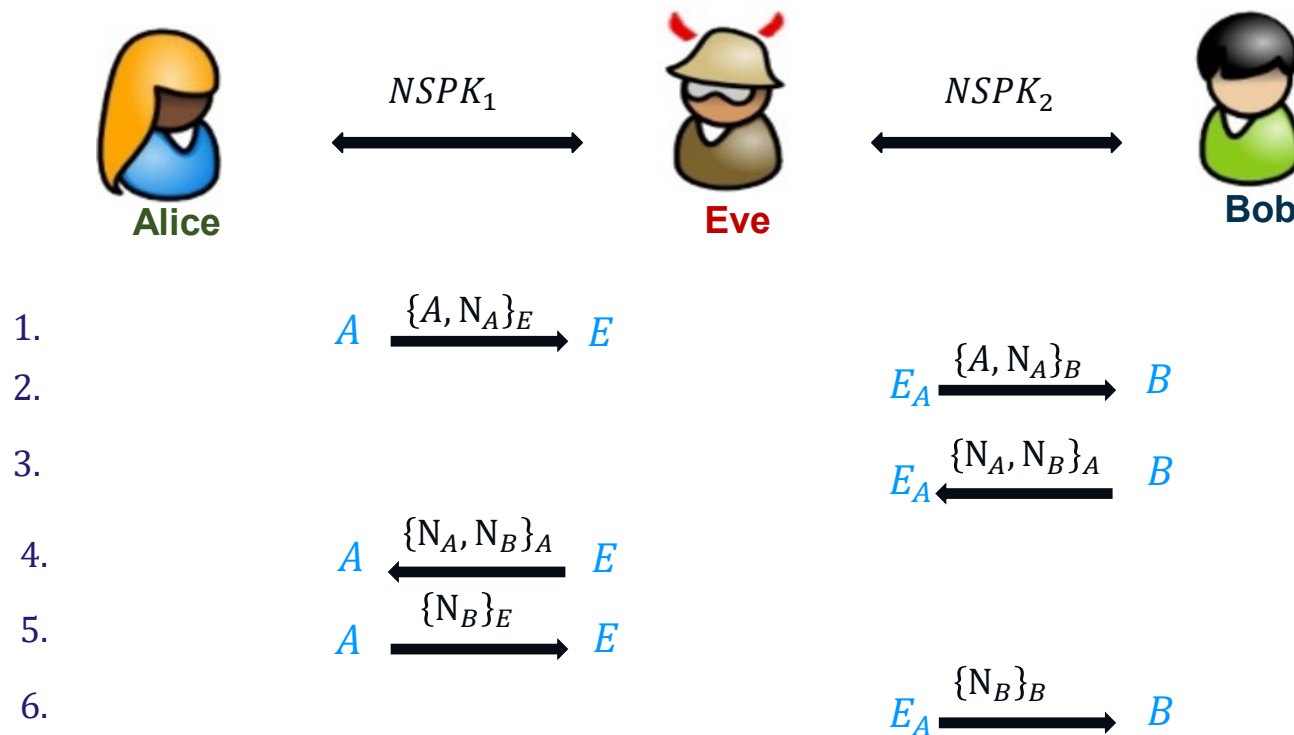 NSPK₁ NSPK₂
Alice Eve Bob
1. A {A, N_A}_E E
2. E_A {A, N_A}_B B
3. E_A {N_A, N_B}_A B
4. A {N_A, N_B}_A E
5. A {N_B}_E E
6. E_A {N_B}_B B